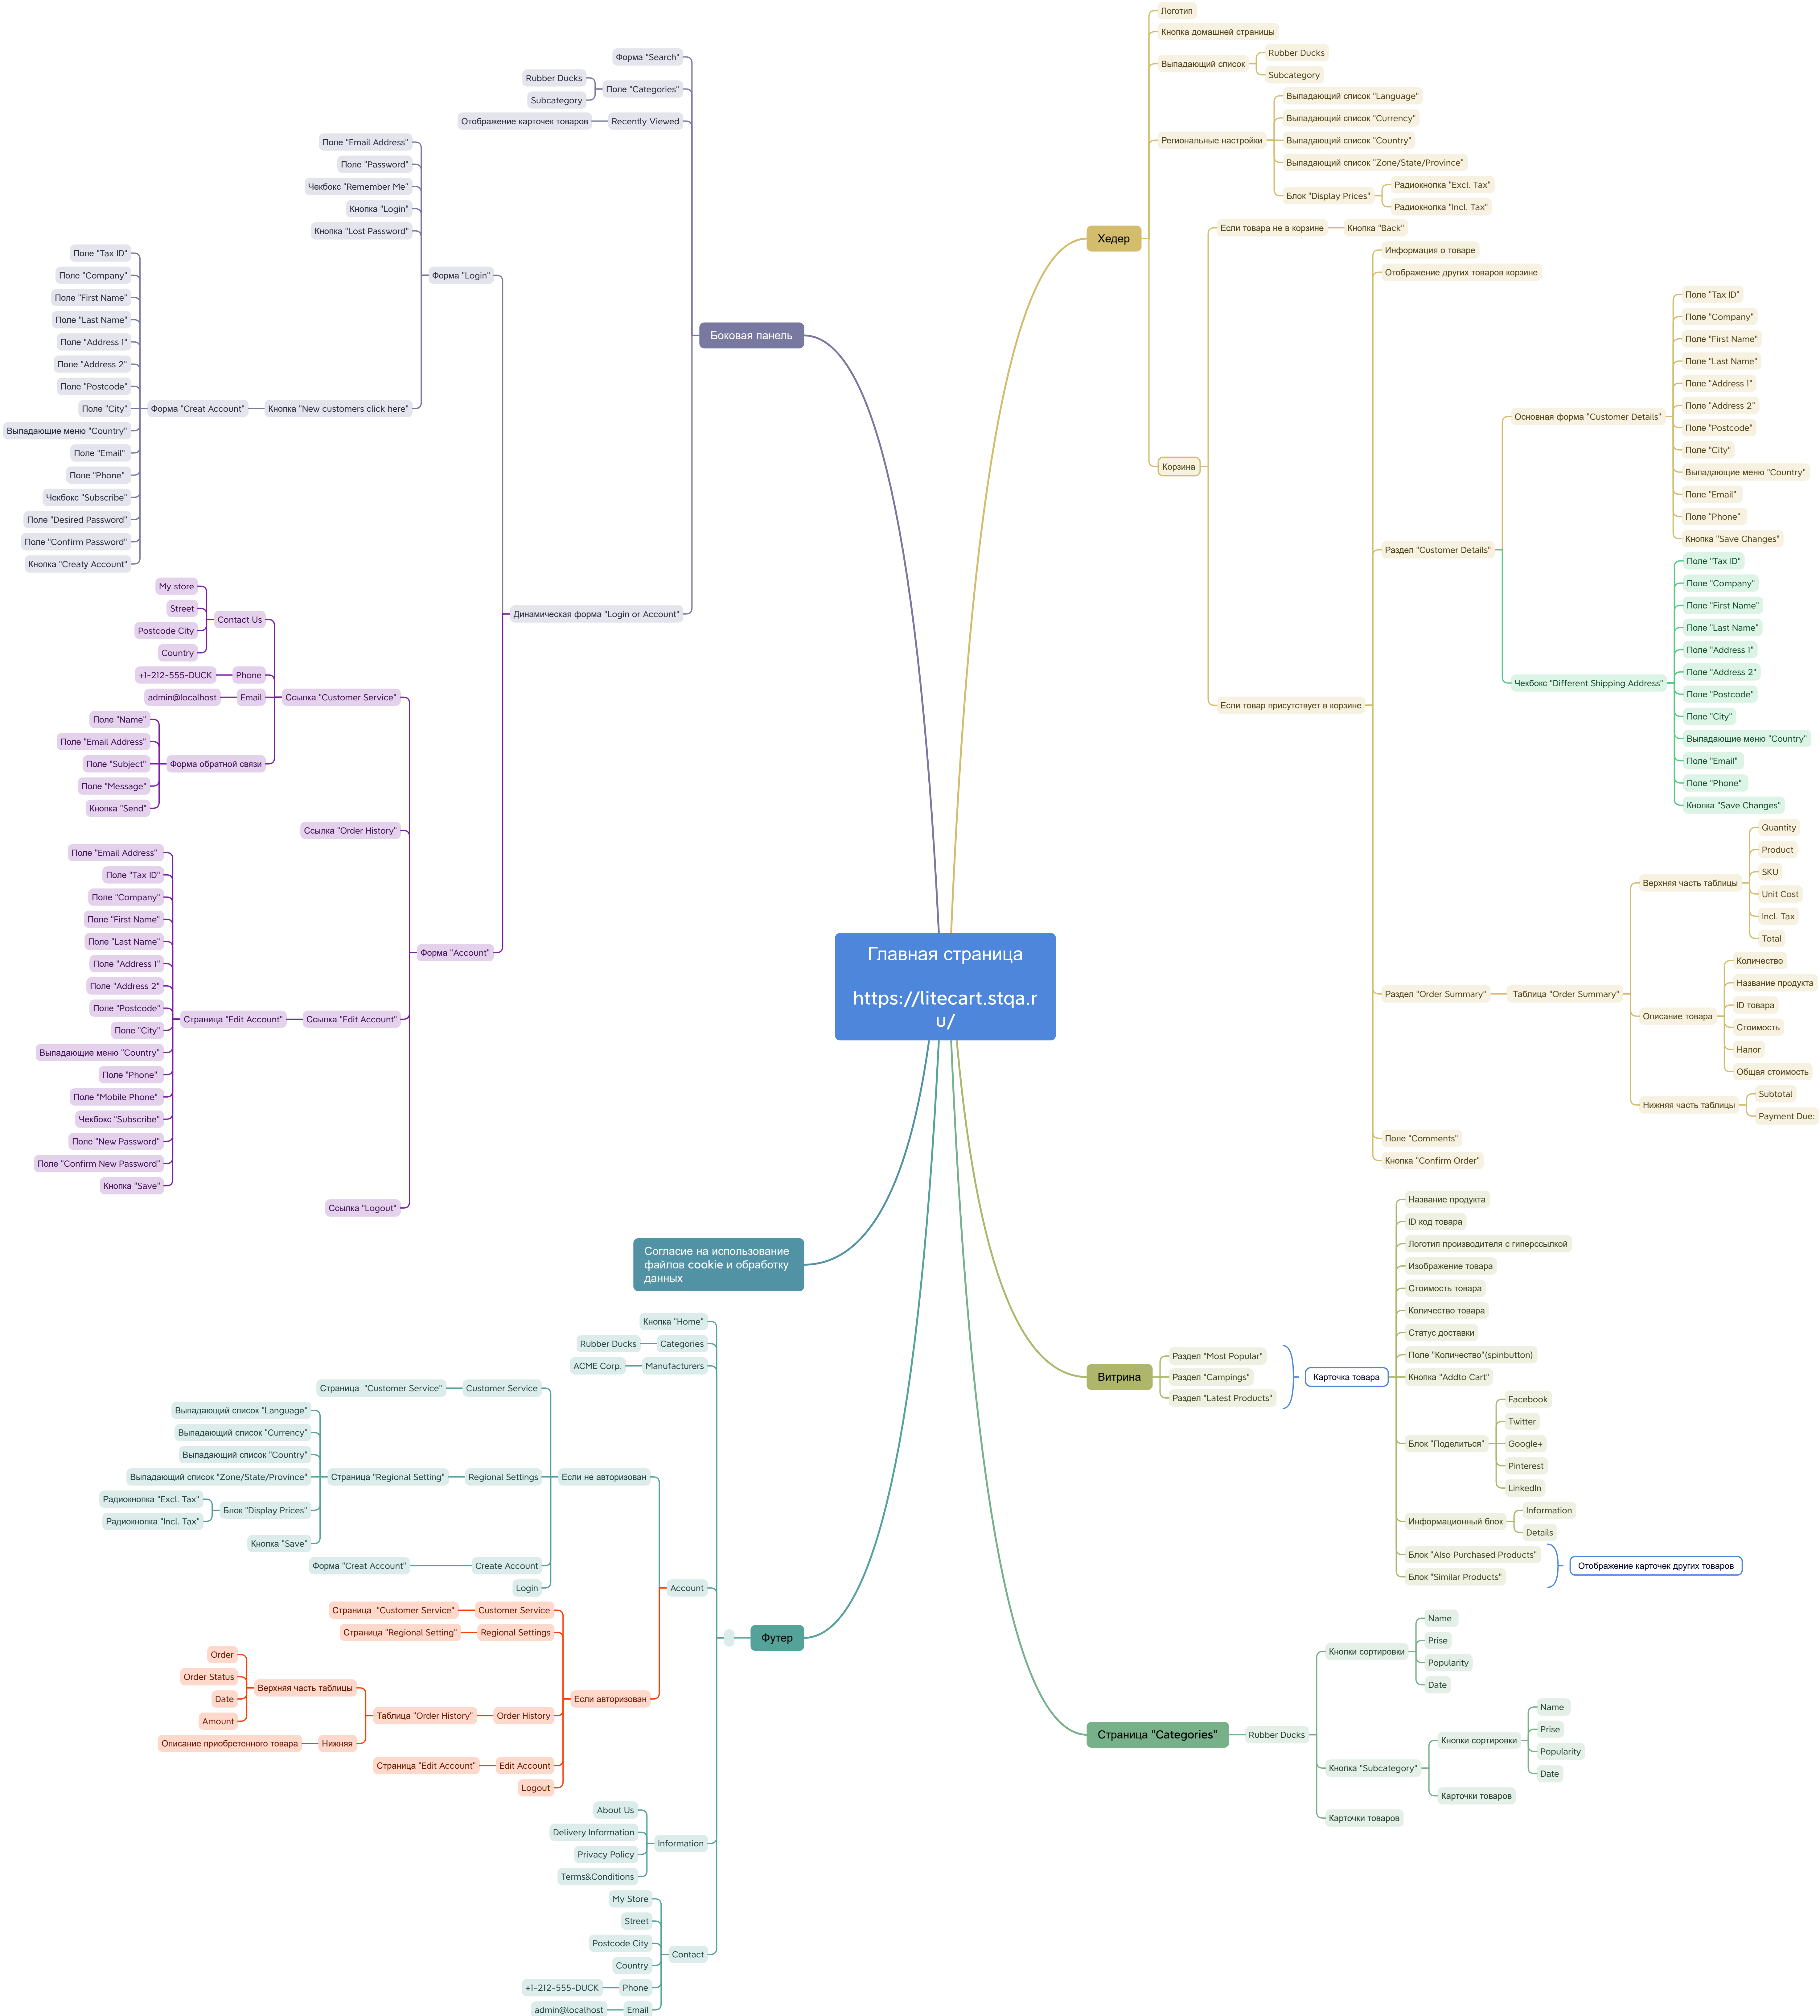 Главная страница
https://litecart.stqa.r
u/
Хедер
Логотип
Кнопка домашней страницы
Выпадающий список
Rubber Ducks
Subcategory
Региональные настройки
Выпадающий список "Language"
Выпадающий список "Currency"
Выпадающий список "Country"
Выпадающий список "Zone/State/Province"
Блок "Display Prices"
Радиокнопка "Excl. Tax"
Радиокнопка "Incl. Tax"
Корзина
Если товара не в корзине
Кнопка "Back"
Если товар присутствует в корзине
Информация о товаре
Отображение других товаров корзине
Раздел "Customer Details"
Основная форма "Customer Details"
Поле "Tax ID"
Поле "Company"
Поле "First Name"
Поле "Last Name"
Поле "Address 1"
Поле "Address 2"
Поле "Postcode"
Поле "City"
Выпадающие меню "Country"
Поле "Email"
Поле "Phone"
Кнопка "Save Changes"
Чекбокс "Different Shipping Address"
Поле "Tax ID"
Поле "Company"
Поле "First Name"
Поле "Last Name"
Поле "Address 1"
Поле "Address 2"
Поле "Postcode"
Поле "City"
Выпадающие меню "Country"
Поле "Email"
Поле "Phone"
Кнопка "Save Changes"
Раздел "Order Summary"
Таблица "Order Summary"
Верхняя часть таблицы
Quantity
Product
SKU
Unit Cost
Incl. Tax
Total
Описание товара
Количество
Название продукта
ID товара
Стоимость
Налог
Общая стоимость
Нижняя часть таблицы
Subtotal
Payment Due:
Поле "Comments"
Кнопка "Confirm Order"
Витрина
Раздел "Most Popular"
Раздел "Campings"
Раздел "Latest Products"
Карточка товара
Название продукта
ID код товара
Логотип производителя с гиперссылкой
Изображение товара
Стоимость товара
Количество товара
Статус доставки
Поле "Количество"(spinbutton)
Кнопка "Addto Cart"
Блок "Поделиться"
Facebook
Twitter
Google+
Pinterest
LinkedIn
Информационный блок
Information
Details
Блок "Also Purchased Products"
Блок "Similar Products"
Отображение карточек других товаров
Страница "Categories"
Rubber Ducks
Кнопки сортировки
Name
Prise
Popularity
Date
Кнопка "Subcategory"
Кнопки сортировки
Name
Prise
Popularity
Date
Карточки товаров
Карточки товаров
Боковая панель
Форма "Search"
Поле "Categories"
Rubber Ducks
Subcategory
Recently Viewed
Отображение карточек товаров
Динамическая форма "Login or Account"
Форма "Login"
Поле "Email Address"
Поле "Password"
Чекбокс "Remember Me"
Кнопка "Login"
Кнопка "Lost Password"
Кнопка "New customers click here"
Форма "Creat Account"
Поле "Tax ID"
Поле "Company"
Поле "First Name"
Поле "Last Name"
Поле "Address 1"
Поле "Address 2"
Поле "Postcode"
Поле "City"
Выпадающие меню "Country"
Поле "Email"
Поле "Phone"
Чекбокс "Subscribe"
Поле "Desired Password"
Поле "Confirm Password"
Кнопка "Creaty Account"
Форма "Account"
Ссылка "Customer Service"
Contact Us
My store
Street
Postcode City
Country
Phone
+1-212-555-DUCK
Email
admin@localhost
Форма обратной связи
Поле "Name"
Поле "Email Address"
Поле "Subject"
Поле "Message"
Кнопка "Send"
Ссылка "Order History"
Ссылка "Edit Account"
Страница "Edit Account"
Поле "Email Address"
Поле "Tax ID"
Поле "Company"
Поле "First Name"
Поле "Last Name"
Поле "Address 1"
Поле "Address 2"
Поле "Postcode"
Поле "City"
Выпадающие меню "Country"
Поле "Phone"
Поле "Mobile Phone"
Чекбокс "Subscribe"
Поле "New Password"
Поле "Confirm New Password"
Кнопка "Save"
Ссылка "Logout"
Согласие на использование
файлов cookie и обработку
данных
Футер
Кнопка "Home"
Categories
Rubber Ducks
Manufacturers
ACME Corp.
Account
Если не авторизован
Customer Service
Страница "Customer Service"
Regional Settings
Страница "Regional Setting"
Выпадающий список "Language"
Выпадающий список "Currency"
Выпадающий список "Country"
Выпадающий список "Zone/State/Province"
Блок "Display Prices"
Радиокнопка "Excl. Tax"
Радиокнопка "Incl. Tax"
Кнопка "Save"
Create Account
Форма "Creat Account"
Login
Если авторизован
Customer Service
Страница "Customer Service"
Regional Settings
Страница "Regional Setting"
Order History
Таблица "Order History"
Верхняя часть таблицы
Order
Order Status
Date
Amount
Нижняя
Описание приобретенного товара
Edit Account
Страница "Edit Account"
Logout
Information
About Us
Delivery Information
Privacy Policy
Terms&Conditions
Contact
My Store
Street
Postcode City
Country
Phone
+1-212-555-DUCK
Email
admin@localhost